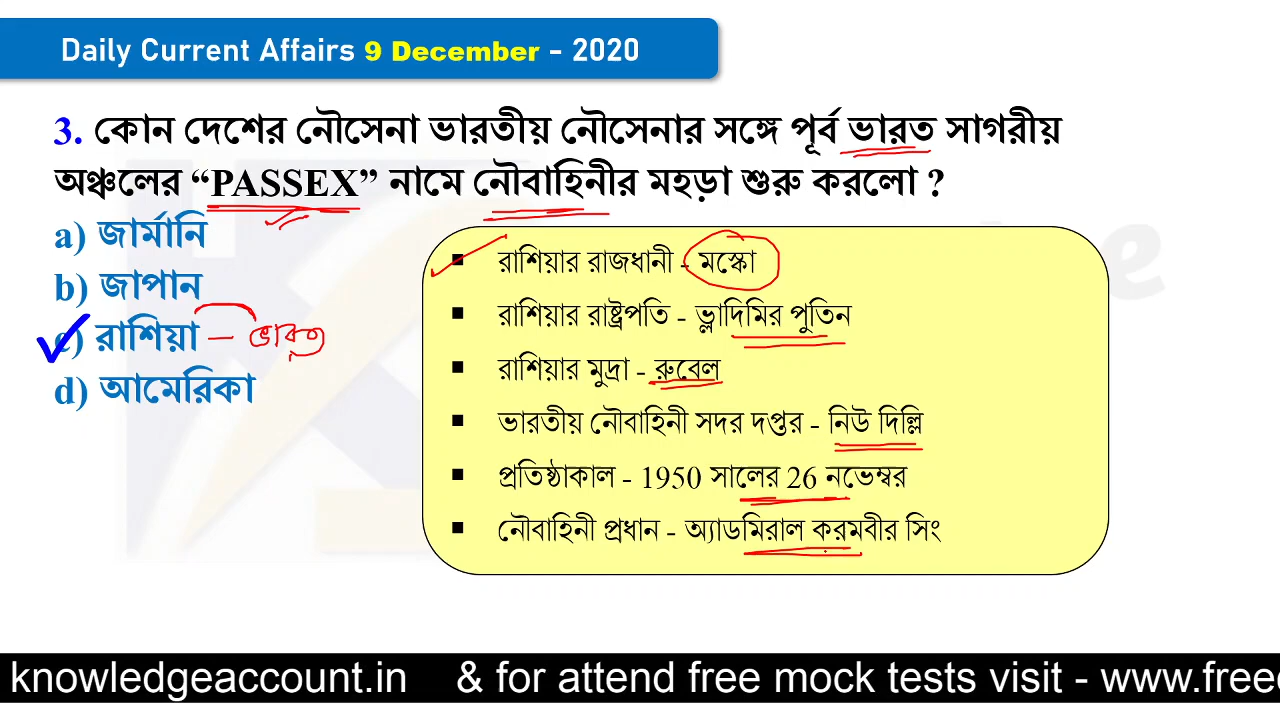 Daily Current Affairs 9 December - 2020
3. কোন দেশের নৌসেনা ভারতীয় নৌসেনার সঙ্গে পূর্ব ভারত সাগরীয়
অঞ্চলের “PASSEX” নামে নৌবাহিনীর মহড়া শুরু করলো ?
a) জার্মানি
b) জাপান
c) রাশিয়া – ভারত
d) আমেরিকা
▪ রাশিয়ার রাজধানী - মস্কো
▪ রাশিয়ার রাষ্ট্রপতি - ভ্লাদিমির পুতিন
▪ রাশিয়ার মুদ্রা - রুবেল
▪ ভারতীয় নৌবাহিনী সদর দপ্তর - নিউ দিল্লি
▪ প্রতিষ্ঠাকাল - 1950 সালের 26 নভেম্বর
▪ নৌবাহিনী প্রধান - অ্যাডমিরাল করমবীর সিং
knowledgeaccount.in & for attend free mock tests visit - www.free